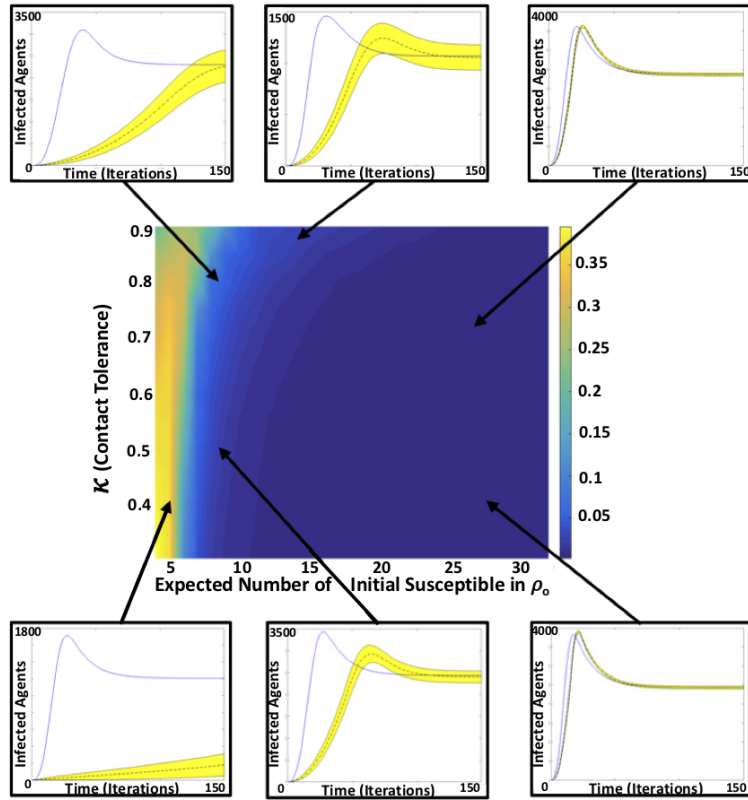 3500
Infected Agents
0
Time (Iterations)
150
1500
Infected Agents
0
Time (Iterations)
150
4000
Infected Agents
0
Time (Iterations)
150
0.9
0.8
0.7
0.6
0.5
0.4
κ (Contact Tolerance)
5 10 15 20 25 30
Expected Number of Initial Susceptible in ρₒ
0.35
0.3
0.25
0.2
0.15
0.1
0.05
1800
Infected Agents
0
Time (Iterations)
150
3500
Infected Agents
0
Time (Iterations)
150
4000
Infected Agents
0
Time (Iterations)
150